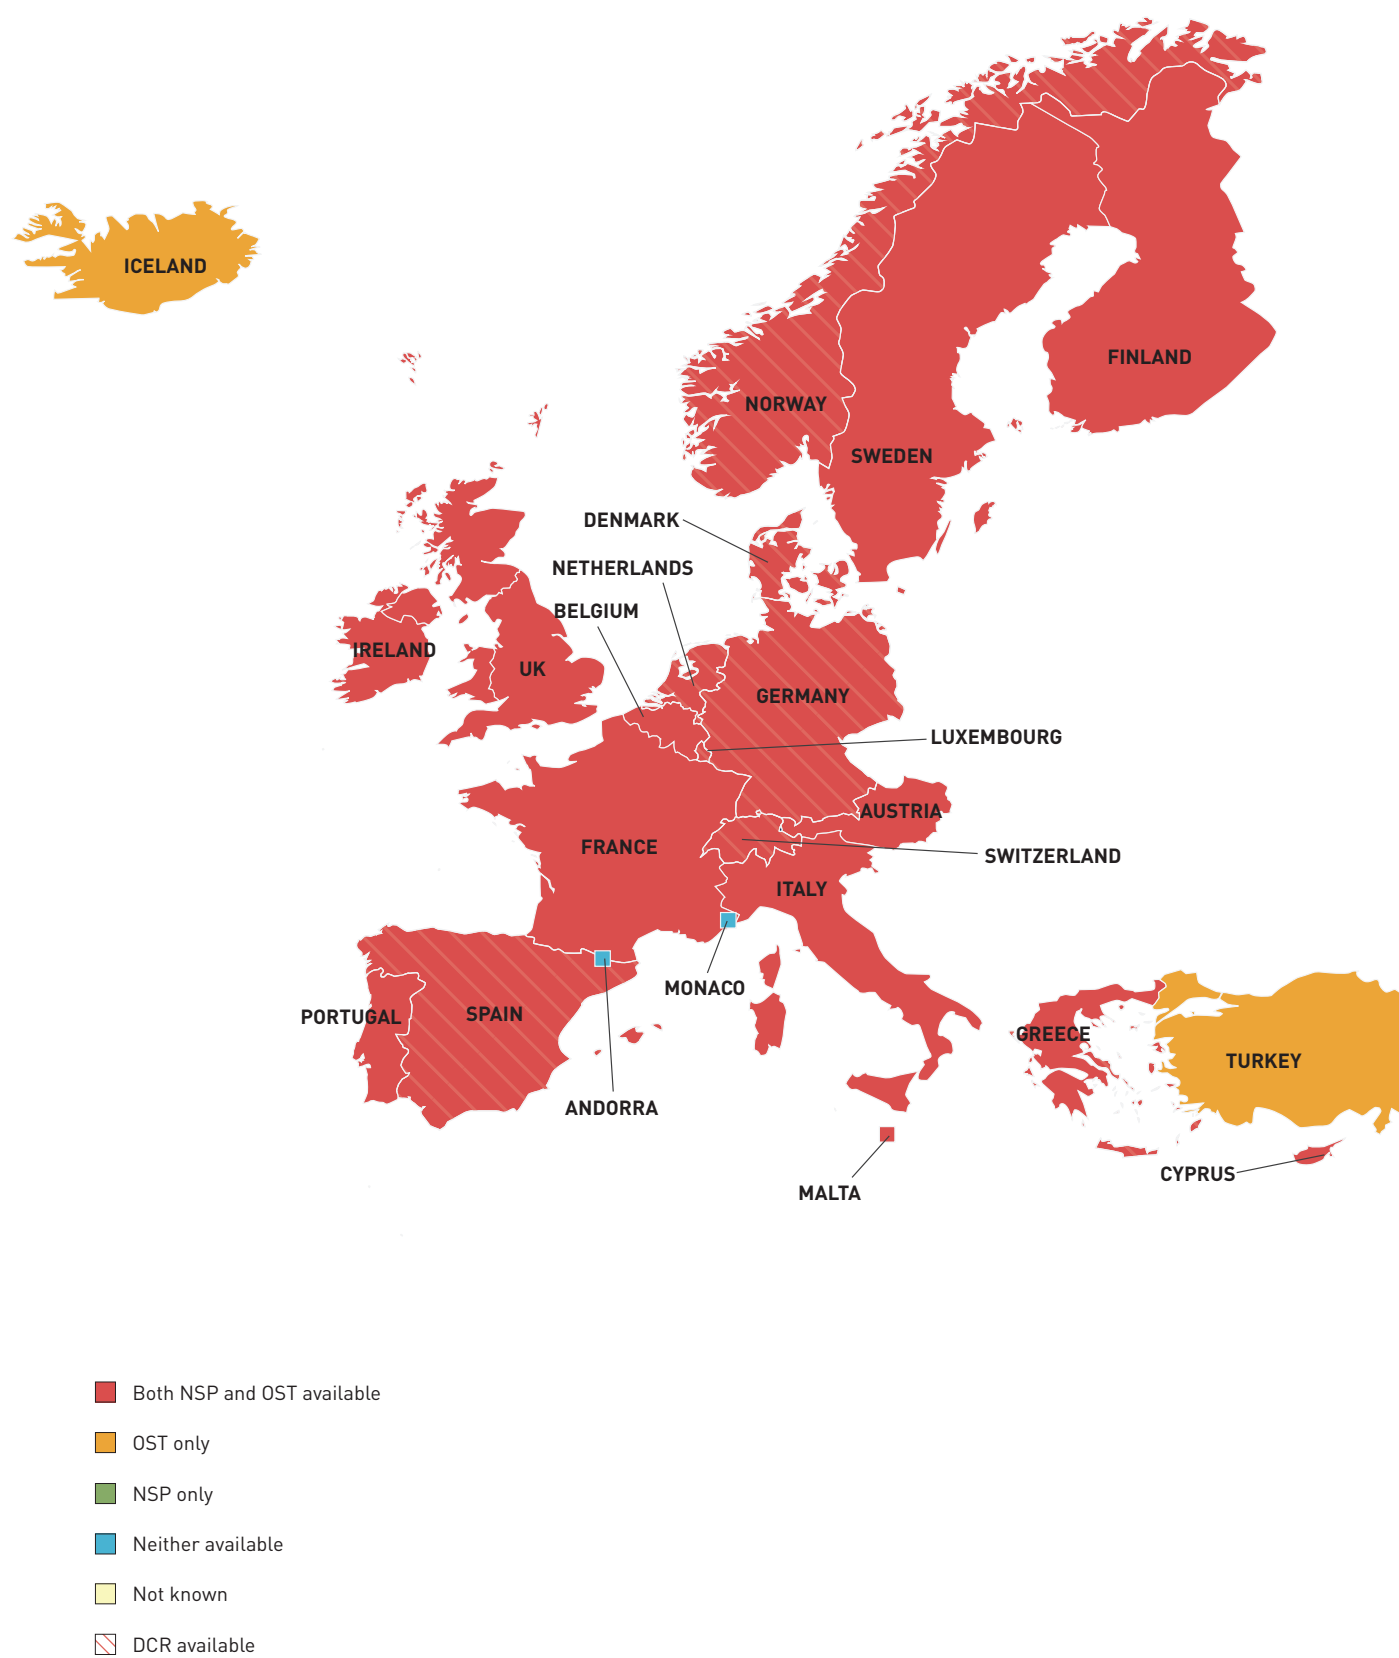 ICELAND
FINLAND
NORWAY
SWEDEN
DENMARK
NETHERLANDS
BELGIUM
IRELAND
UK
GERMANY
LUXEMBOURG
AUSTRIA
FRANCE
SWITZERLAND
ITALY
MONACO
PORTUGAL
SPAIN
GREECE
TURKEY
ANDORRA
CYPRUS
MALTA
Both NSP and OST available
OST only
NSP only
Neither available
Not known
DCR available